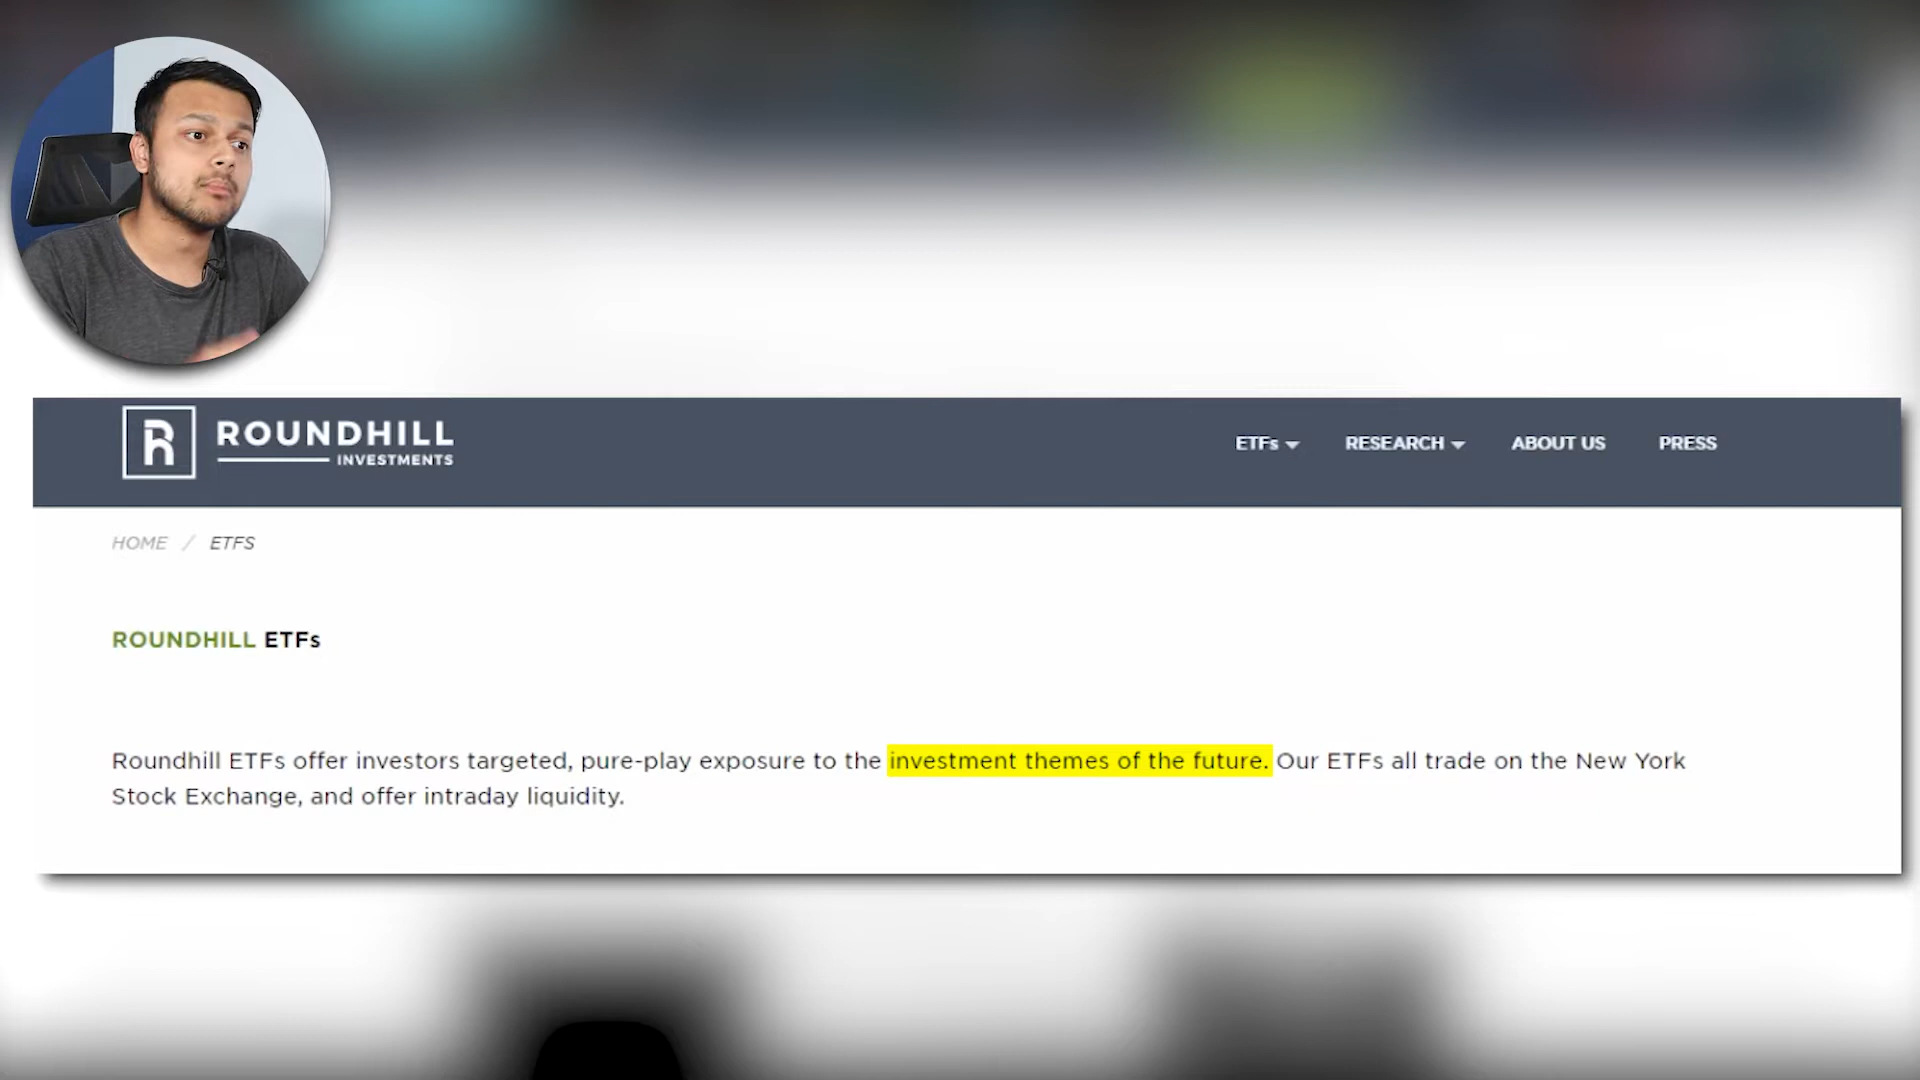 ROUNDHILL
INVESTMENTS
ETFs
RESEARCH
ABOUT US
PRESS
HOME / ETFS
ROUNDHILL ETFs
Roundhill ETFs offer investors targeted, pure-play exposure to the investment themes of the future. Our ETFs all trade on the New York
Stock Exchange, and offer intraday liquidity.